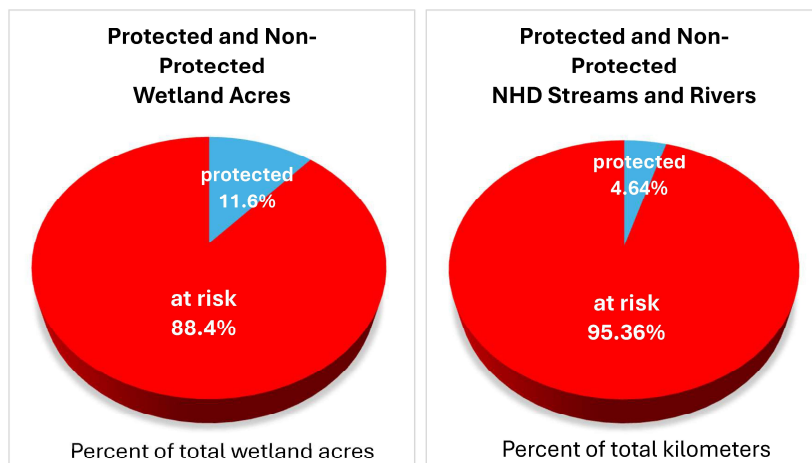 Protected and Non-
Protected
Wetland Acres
protected
11.6%
at risk
88.4%
Percent of total wetland acres
Protected and Non-
Protected
NHD Streams and Rivers
protected
4.64%
at risk
95.36%
Percent of total kilometers